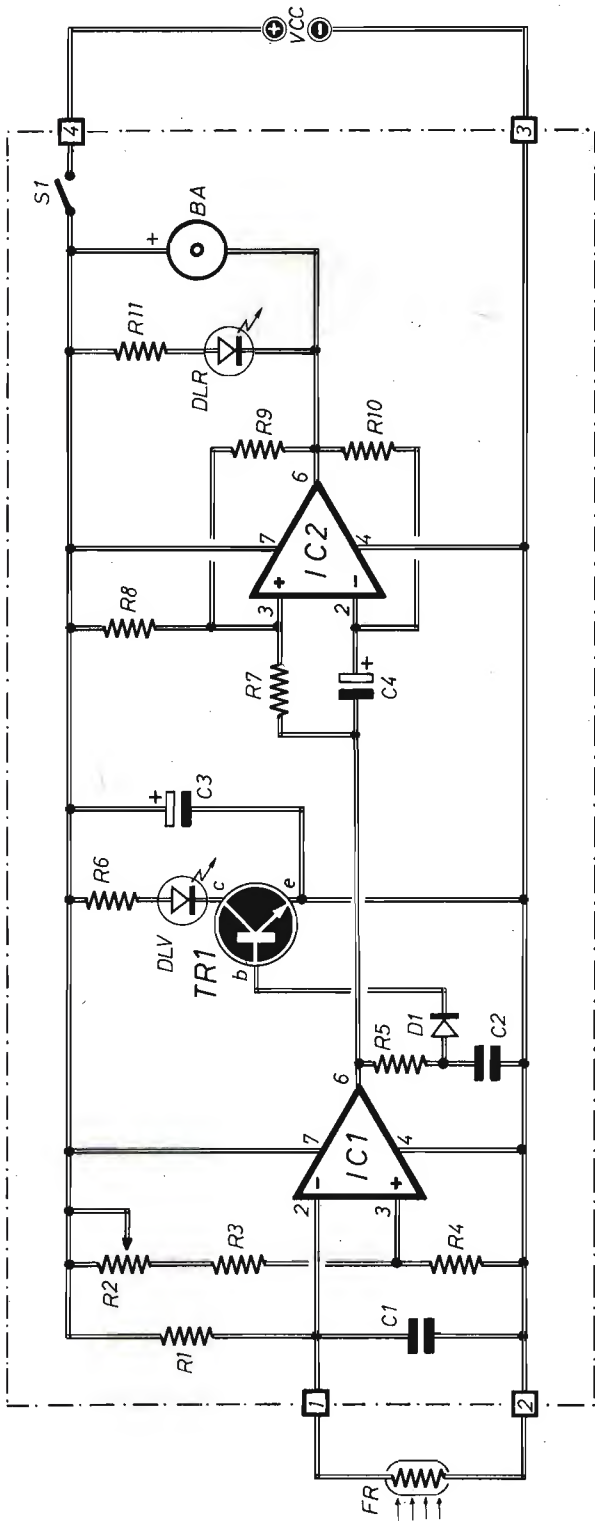 FR
1
2
R1
C1
R2
R3
R4
2
3
-
+
IC1
7
4
6
R5
D1
C2
R6
DLV
TR1
b
c
e
+
C3
R7
C4
+
R8
3
2
+
-
IC2
7
4
6
R9
R10
R11
DLR
+
BA
S1
4
3
+
VCC
-